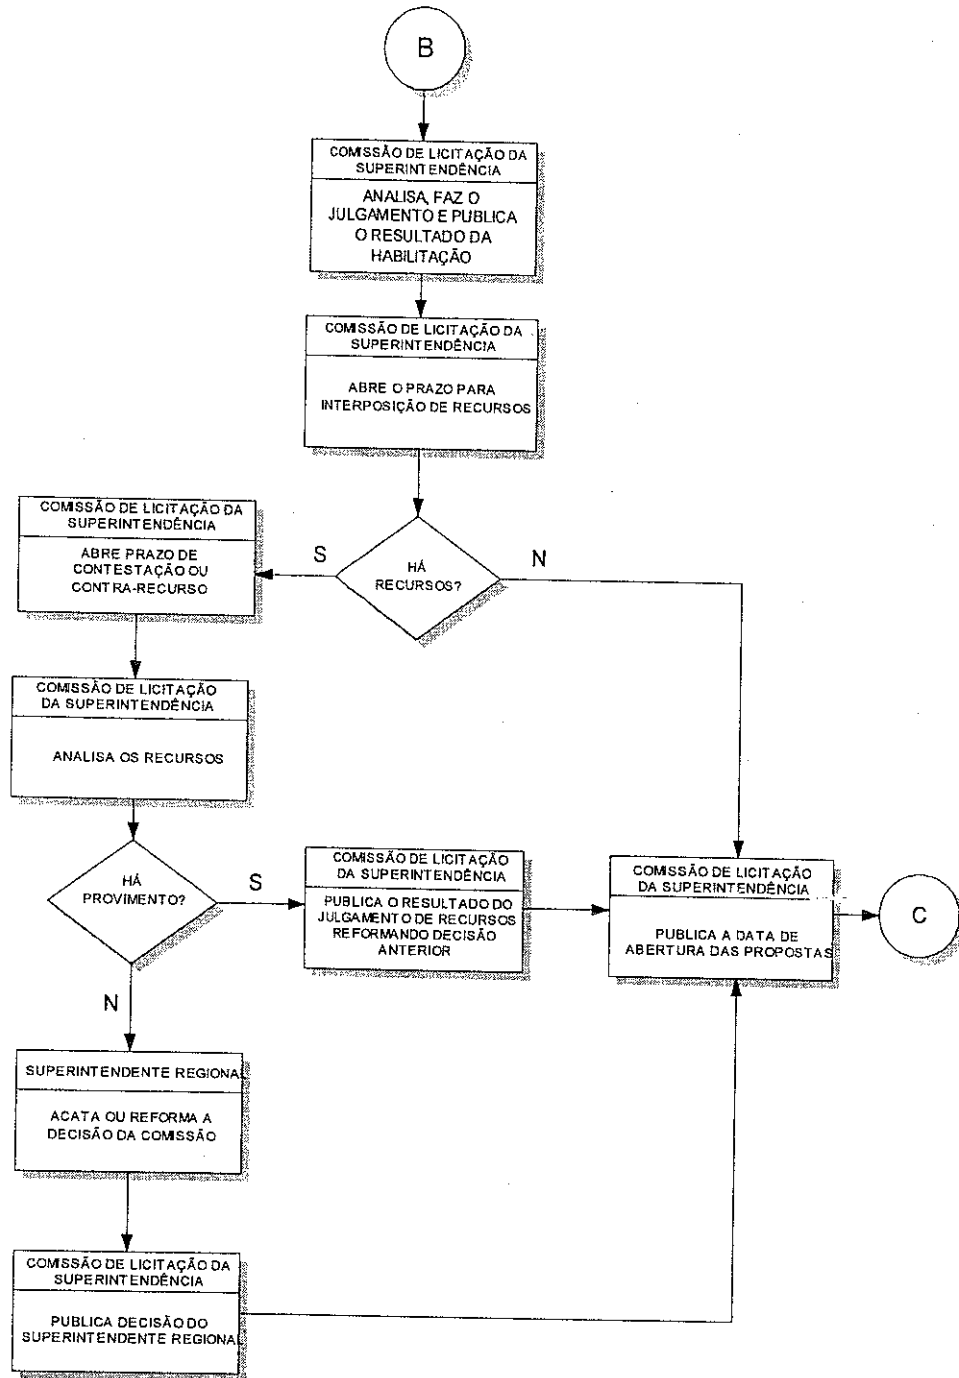 B
COMISSÃO DE LICITAÇÃO DA
SUPERINTENDÊNCIA
ANALISA, FAZ O
JULGAMENTO E PUBLICA
O RESULTADO DA
HABILITAÇÃO
COMISSÃO DE LICITAÇÃO DA
SUPERINTENDÊNCIA
ABRE O PRAZO PARA
INTERPOSIÇÃO DE RECURSOS
HÁ
RECURSOS?
S
N
COMISSÃO DE LICITAÇÃO DA
SUPERINTENDÊNCIA
ABRE PRAZO DE
CONTESTAÇÃO OU
CONTRA-RECURSO
COMISSÃO DE LICITAÇÃO
DA SUPERINTENDÊNCIA
ANALISA OS RECURSOS
HÁ
PROVIMENTO?
S
N
COMISSÃO DE LICITAÇÃO
DA SUPERINTENDÊNCIA
PUBLICA O RESULTADO DO
JULGAMENTO DE RECURSOS
REFORMANDO DECISÃO
ANTERIOR
COMISSÃO DE LICITAÇÃO
DA SUPERINTENDÊNCIA
PUBLICA A DATA DE
ABERTURA DAS PROPOSTAS
C
SUPERINTENDENTE REGIONAL
ACATA OU REFORMA A
DECISÃO DA COMISSÃO
COMISSÃO DE LICITAÇÃO DA
SUPERINTENDÊNCIA
PUBLICA DECISÃO DO
SUPERINTENDENTE REGIONAL